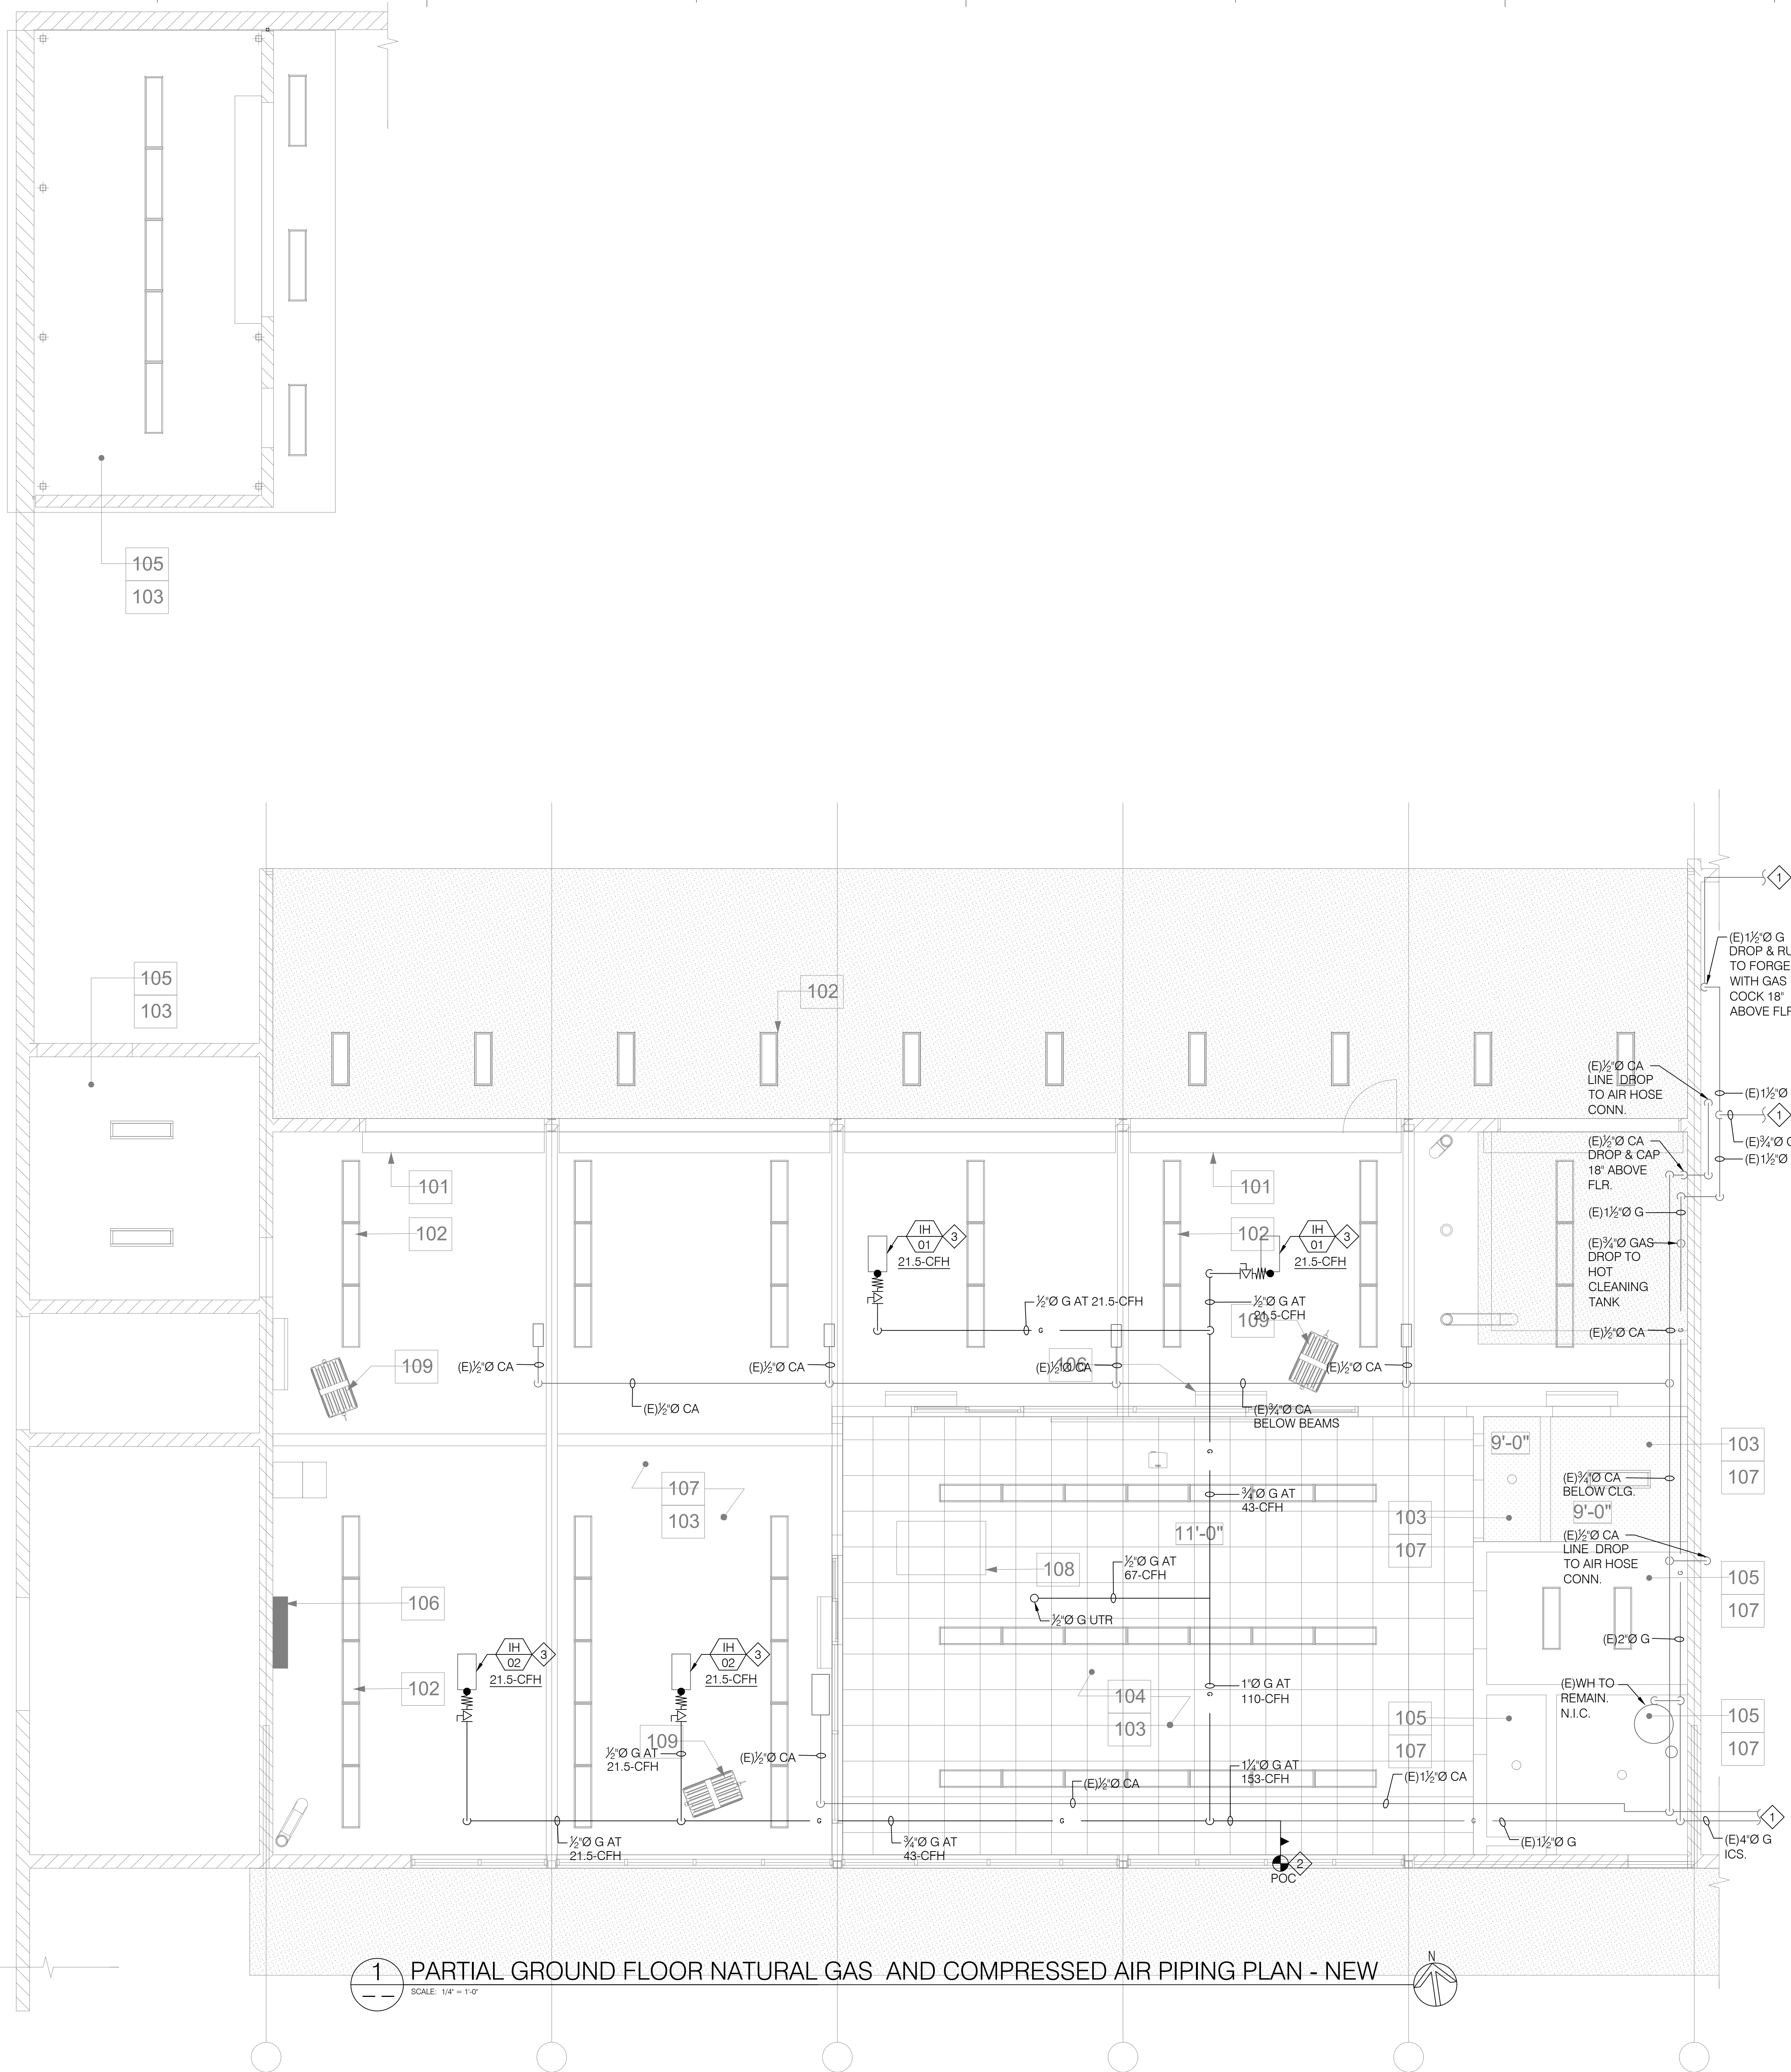 105
103
1
(E)1½"Ø G
DROP & RU
TO FORGE
WITH GAS
COCK 18"
ABOVE FLR
105
103
102
(E)½"Ø CA
LINE DROP
TO AIR HOSE
CONN.
(E)1½"Ø
1
(E)¾"Ø
(E)1½"Ø
(E)½"Ø CA
DROP & CAP
18" ABOVE
FLR.
101
101
102
102
(E)1½"Ø G
(E)¾"Ø GAS
DROP TO
HOT
CLEANING
TANK
IH
01
3
21.5-CFH
IH
01
3
21.5-CFH
½"Ø G AT 21.5-CFH
½"Ø G AT
21.5-CFH
109
G
(E)½"Ø CA
G
109
(E)½"Ø CA
(E)½"Ø CA
106
(E)½"Ø CA
(E)½"Ø CA
(E)½"Ø CA
(E)¾"Ø CA
BELOW BEAMS
G
9'-0"
103
107
107
103
¾"Ø G AT
43-CFH
(E)¾"Ø CA
BELOW CLG.
9'-0"
103
107
11'-0"
(E)½"Ø CA
LINE DROP
TO AIR HOSE
CONN.
108
½"Ø G AT
67-CFH
G
105
107
106
½"Ø G UTR
(E)2"Ø G
IH
02
3
21.5-CFH
IH
02
3
21.5-CFH
102
104
103
1"Ø G AT
110-CFH
G
(E)WH TO
REMAIN.
N.I.C.
105
107
105
107
109
½"Ø G AT
21.5-CFH
(E)½"Ø CA
1¼"Ø G AT
153-CFH
(E)½"Ø CA
(E)1½"Ø CA
G
G
G
1
½"Ø G AT
21.5-CFH
¾"Ø G AT
43-CFH
(E)1½"Ø G
(E)4"Ø G
ICS.
2
POC
1
PARTIAL GROUND FLOOR NATURAL GAS AND COMPRESSED AIR PIPING PLAN - NEW
SCALE: 1/4" = 1'-0"
N